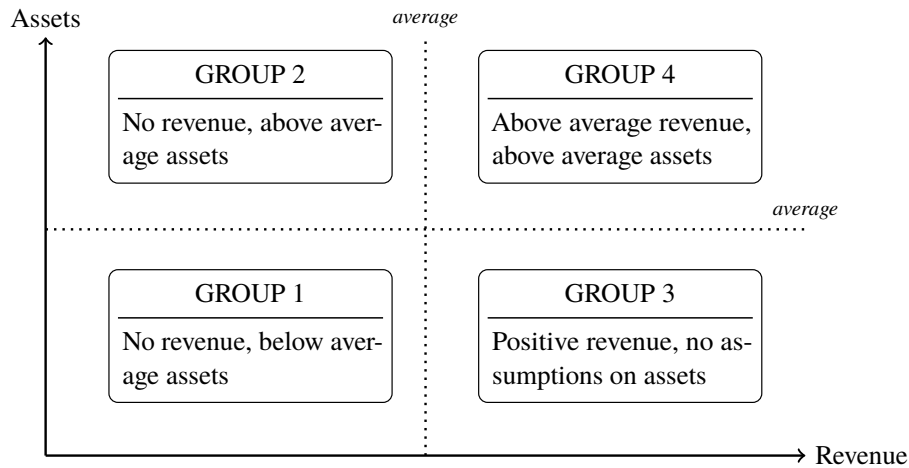 Assets
average
GROUP 2
No revenue, above aver-
age assets
GROUP 4
Above average revenue,
above average assets
average
GROUP 1
No revenue, below aver-
age assets
GROUP 3
Positive revenue, no as-
sumptions on assets
Revenue